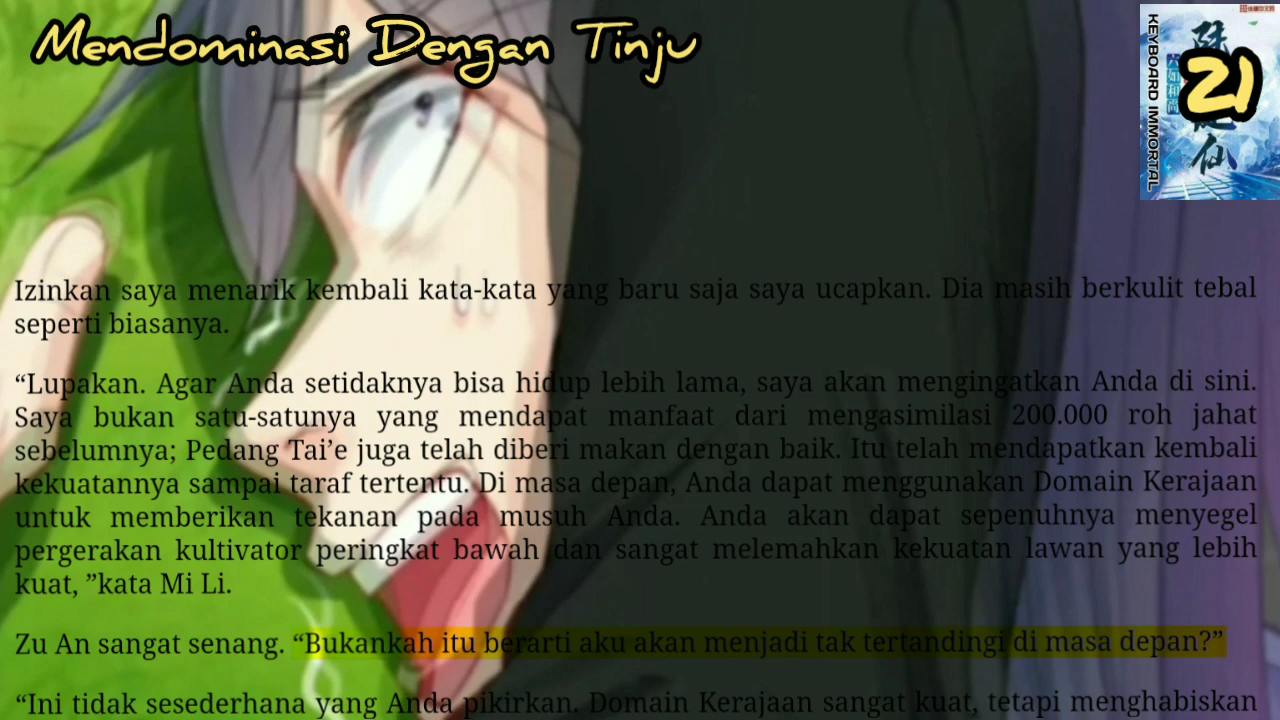 Mendominasi Dengan Tinju
KEYBOARD IMMORTAL
21
Izinkan saya menarik kembali kata-kata yang baru saja saya ucapkan. Dia masih berkulit tebal
seperti biasanya.
“Lupakan. Agar Anda setidaknya bisa hidup lebih lama, saya akan mengingatkan Anda di sini.
Saya bukan satu-satunya yang mendapat manfaat dari mengasimilasi 200.000 roh jahat
sebelumnya; Pedang Tai’e juga telah diberi makan dengan baik. Itu telah mendapatkan kembali
kekuatannya sampai taraf tertentu. Di masa depan, Anda dapat menggunakan Domain Kerajaan
untuk memberikan tekanan pada musuh Anda. Anda akan dapat sepenuhnya menyegel
pergerakan kultivator peringkat bawah dan sangat melemahkan kekuatan lawan yang lebih
kuat, ”kata Mi Li.
Zu An sangat senang. “Bukankah itu berarti aku akan menjadi tak tertandingi di masa depan?”
“Ini tidak sesederhana yang Anda pikirkan. Domain Kerajaan sangat kuat, tetapi menghabiskan